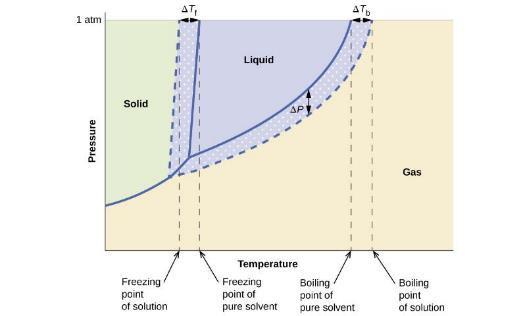 ΔTf
ΔTb
1 atm
Liquid
Solid
ΔP
Pressure
Gas
Temperature
Freezing
point
of solution
Freezing
point of
pure solvent
Boiling
point of
pure solvent
Boiling
point
of solution